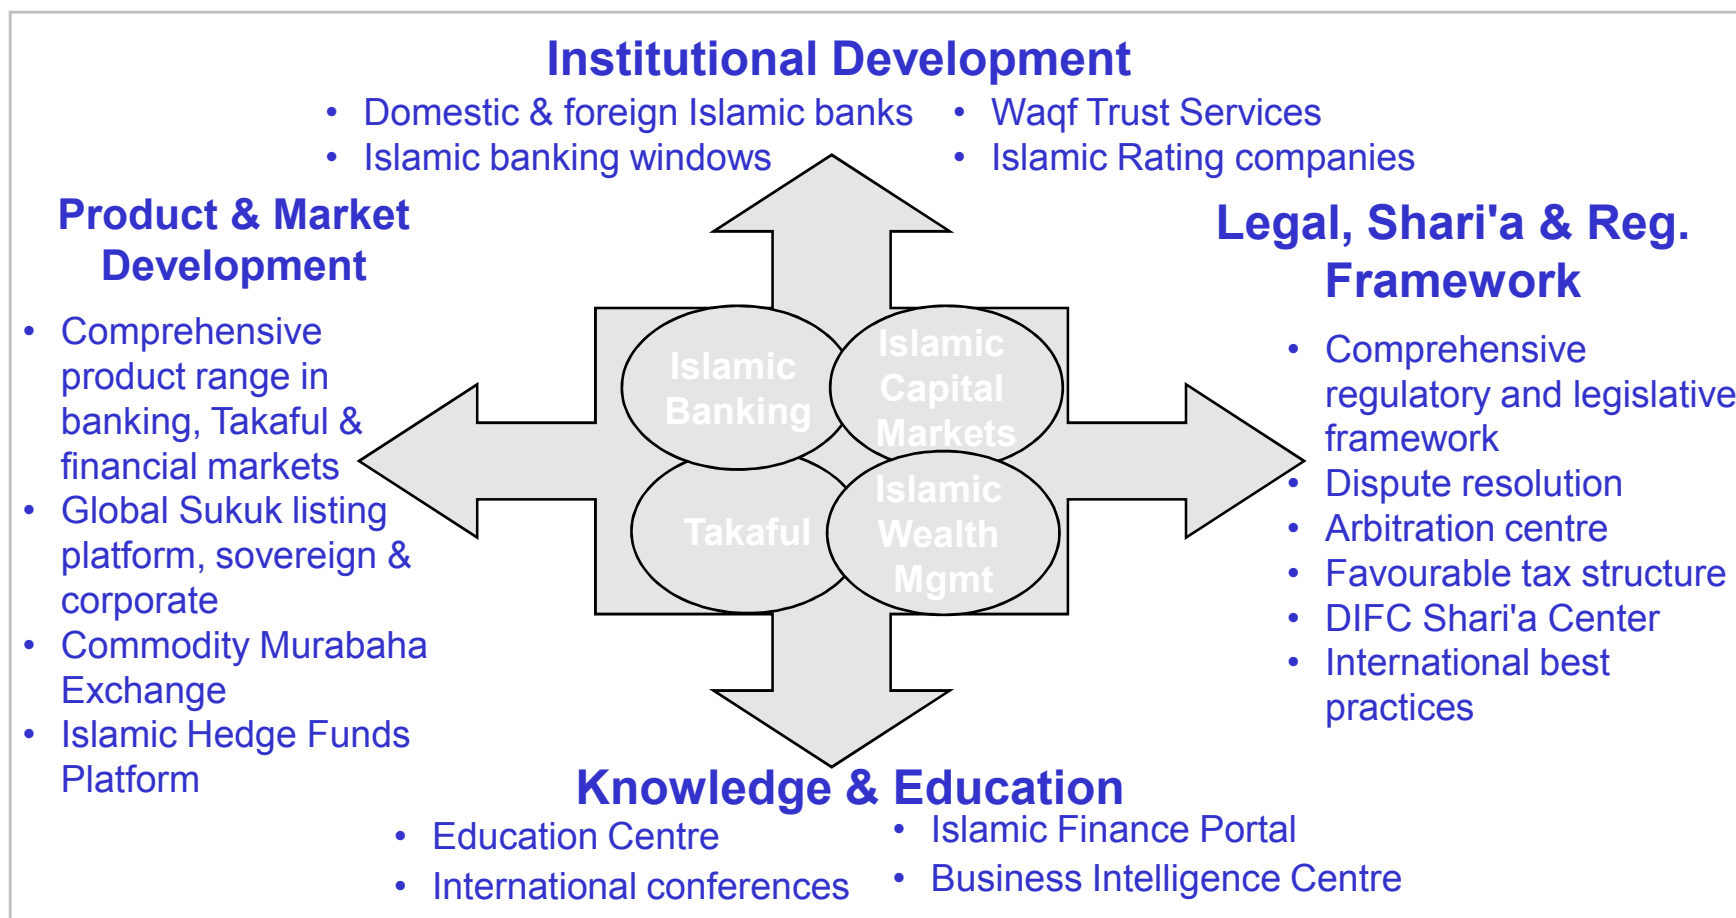 Institutional Development
• Domestic & foreign Islamic banks
• Islamic banking windows
• Waqf Trust Services
• Islamic Rating companies
Product & Market
Development
• Comprehensive
product range in
banking, Takaful &
financial markets
• Global Sukuk listing
platform, sovereign &
corporate
• Commodity Murabaha
Exchange
• Islamic Hedge Funds
Platform
Islamic
Banking
Islamic
Capital
Markets
Takaful
Islamic
Wealth
Mgmt
Legal, Shari'a & Reg.
Framework
• Comprehensive
regulatory and legislative
framework
• Dispute resolution
• Arbitration centre
• Favourable tax structure
• DIFC Shari'a Center
• International best
practices
Knowledge & Education
• Education Centre
• International conferences
• Islamic Finance Portal
• Business Intelligence Centre